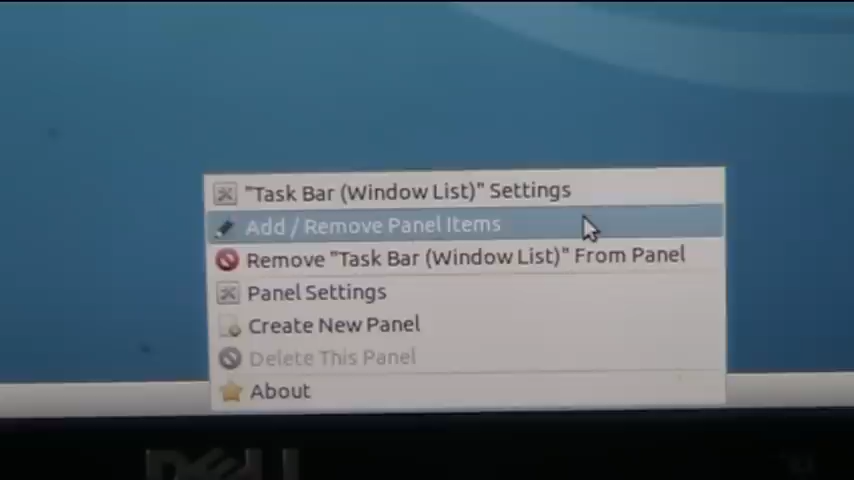 "Task Bar (Window List)" Settings
Add / Remove Panel Items
Remove "Task Bar (Window List)" From Panel
Panel Settings
Create New Panel
Delete This Panel
About
DELL